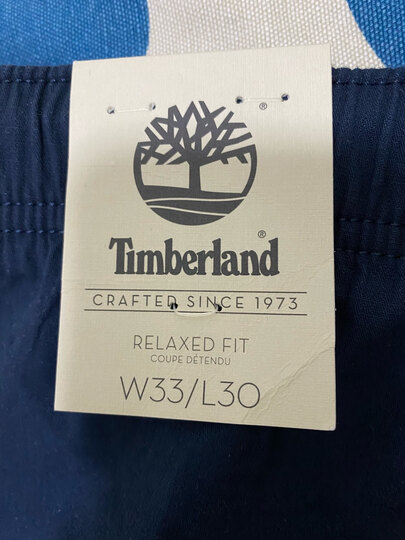 ®
Timberland®
CRAFTED SINCE 1973
RELAXED FIT
COUPE DÉTENDU
W33/L30